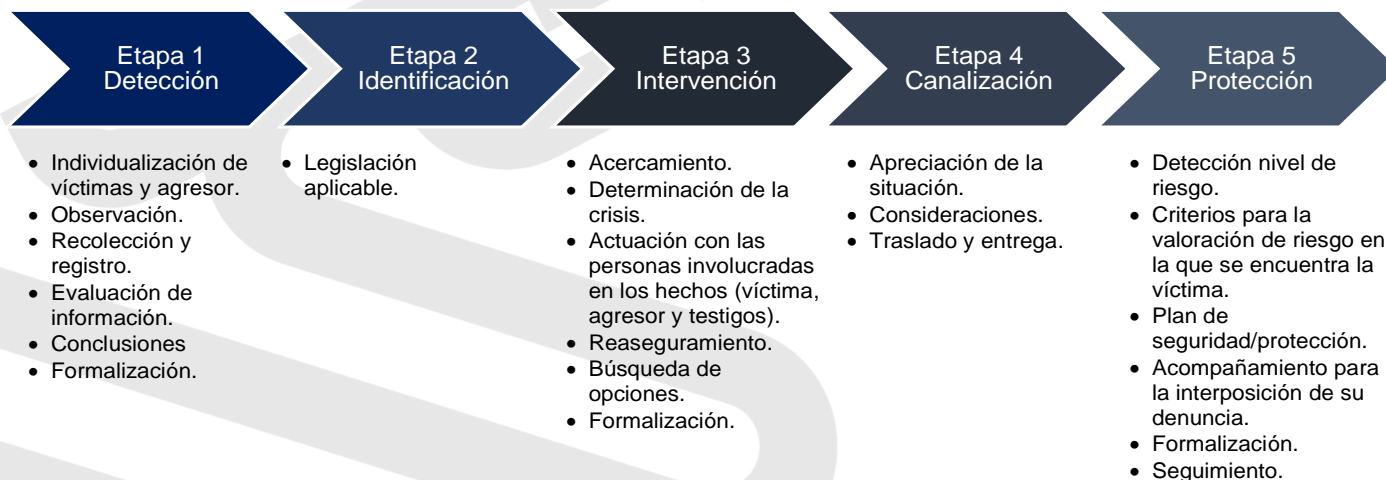 Etapa 1
Detección
Etapa 2
Identificación
Etapa 3
Intervención
Etapa 4
Canalización
Etapa 5
Protección
• Individualización de
víctimas y agresor.
• Observación.
• Recolección y
registro.
• Evaluación de
información.
• Conclusiones
• Formalización.
• Legislación
aplicable.
• Acercamiento.
• Determinación de la
crisis.
• Actuación con las
personas involucradas
en los hechos (víctima,
agresor y testigos).
• Reaseguramiento.
• Búsqueda de
opciones.
• Formalización.
• Apreciación de la
situación.
• Consideraciones.
• Traslado y entrega.
• Detección nivel de
riesgo.
• Criterios para la
valoración de riesgo en
la que se encuentra la
víctima.
• Plan de
seguridad/protección.
• Acompañamiento para
la interposición de su
denuncia.
• Formalización.
• Seguimiento.